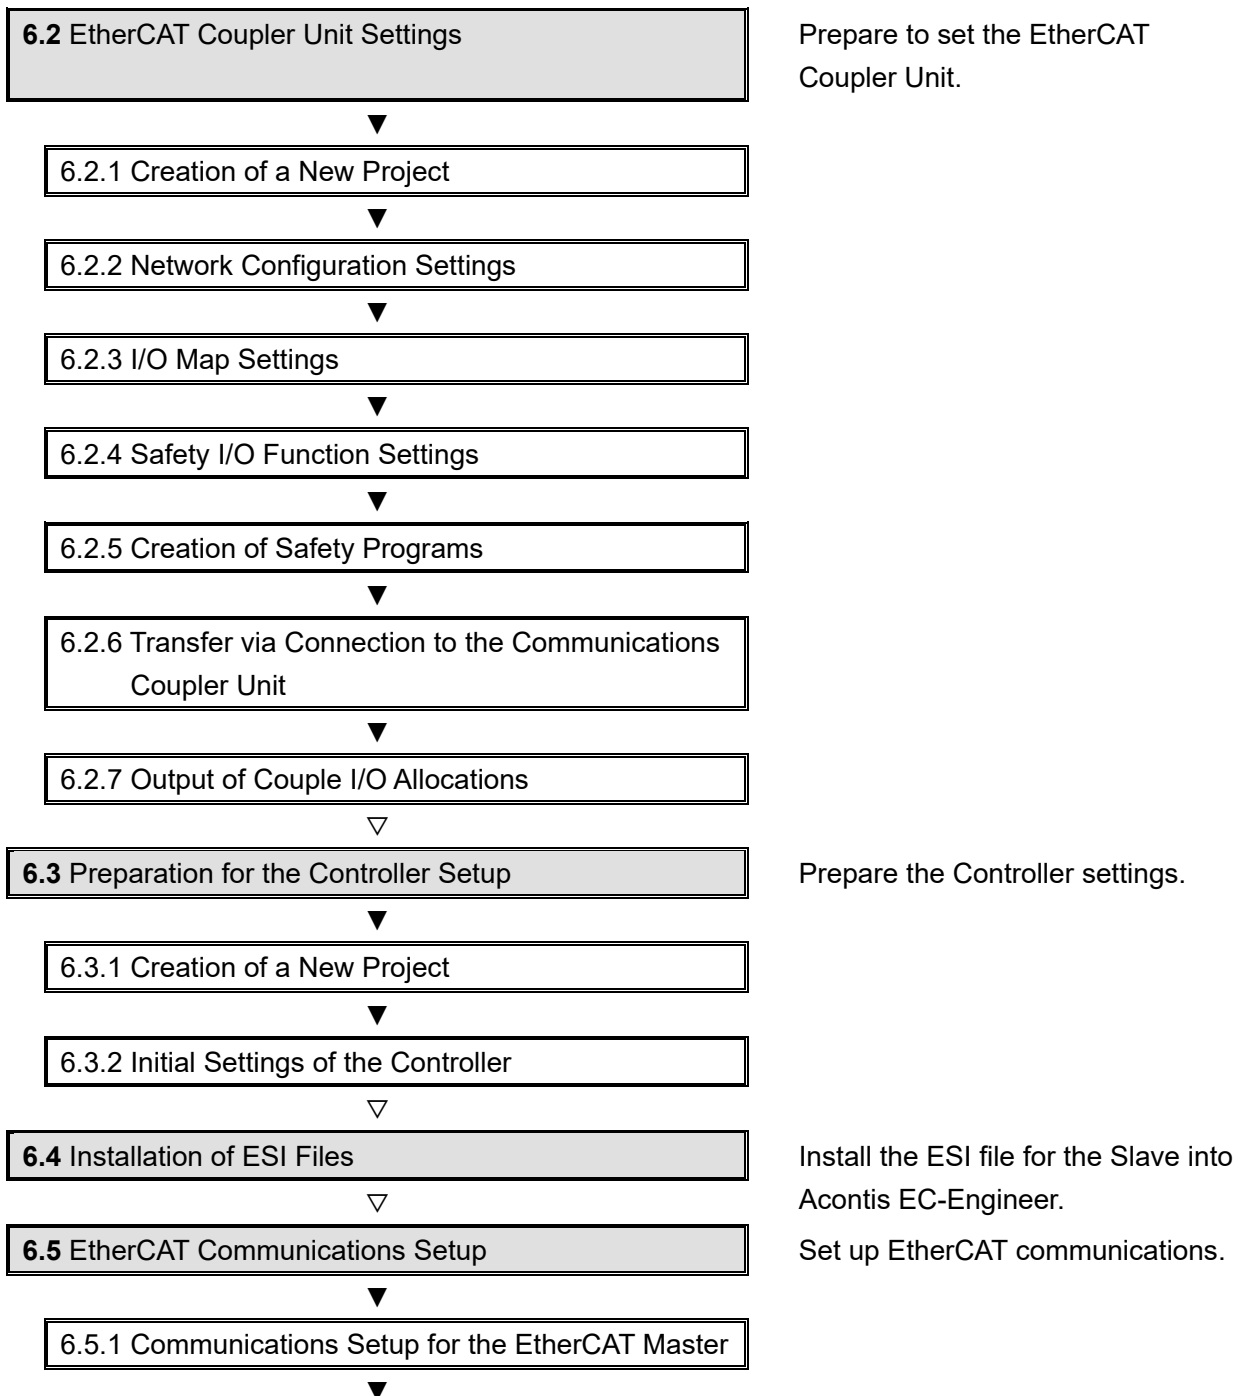 6.2 EtherCAT Coupler Unit Settings
Prepare to set the EtherCAT
Coupler Unit.
▼
6.2.1 Creation of a New Project
▼
6.2.2 Network Configuration Settings
▼
6.2.3 I/O Map Settings
▼
6.2.4 Safety I/O Function Settings
▼
6.2.5 Creation of Safety Programs
▼
6.2.6 Transfer via Connection to the Communications
Coupler Unit
▼
6.2.7 Output of Couple I/O Allocations
▽
6.3 Preparation for the Controller Setup
Prepare the Controller settings.
▼
6.3.1 Creation of a New Project
▼
6.3.2 Initial Settings of the Controller
▽
6.4 Installation of ESI Files
Install the ESI file for the Slave into
Acontis EC-Engineer.
▽
6.5 EtherCAT Communications Setup
Set up EtherCAT communications.
▼
6.5.1 Communications Setup for the EtherCAT Master
▼